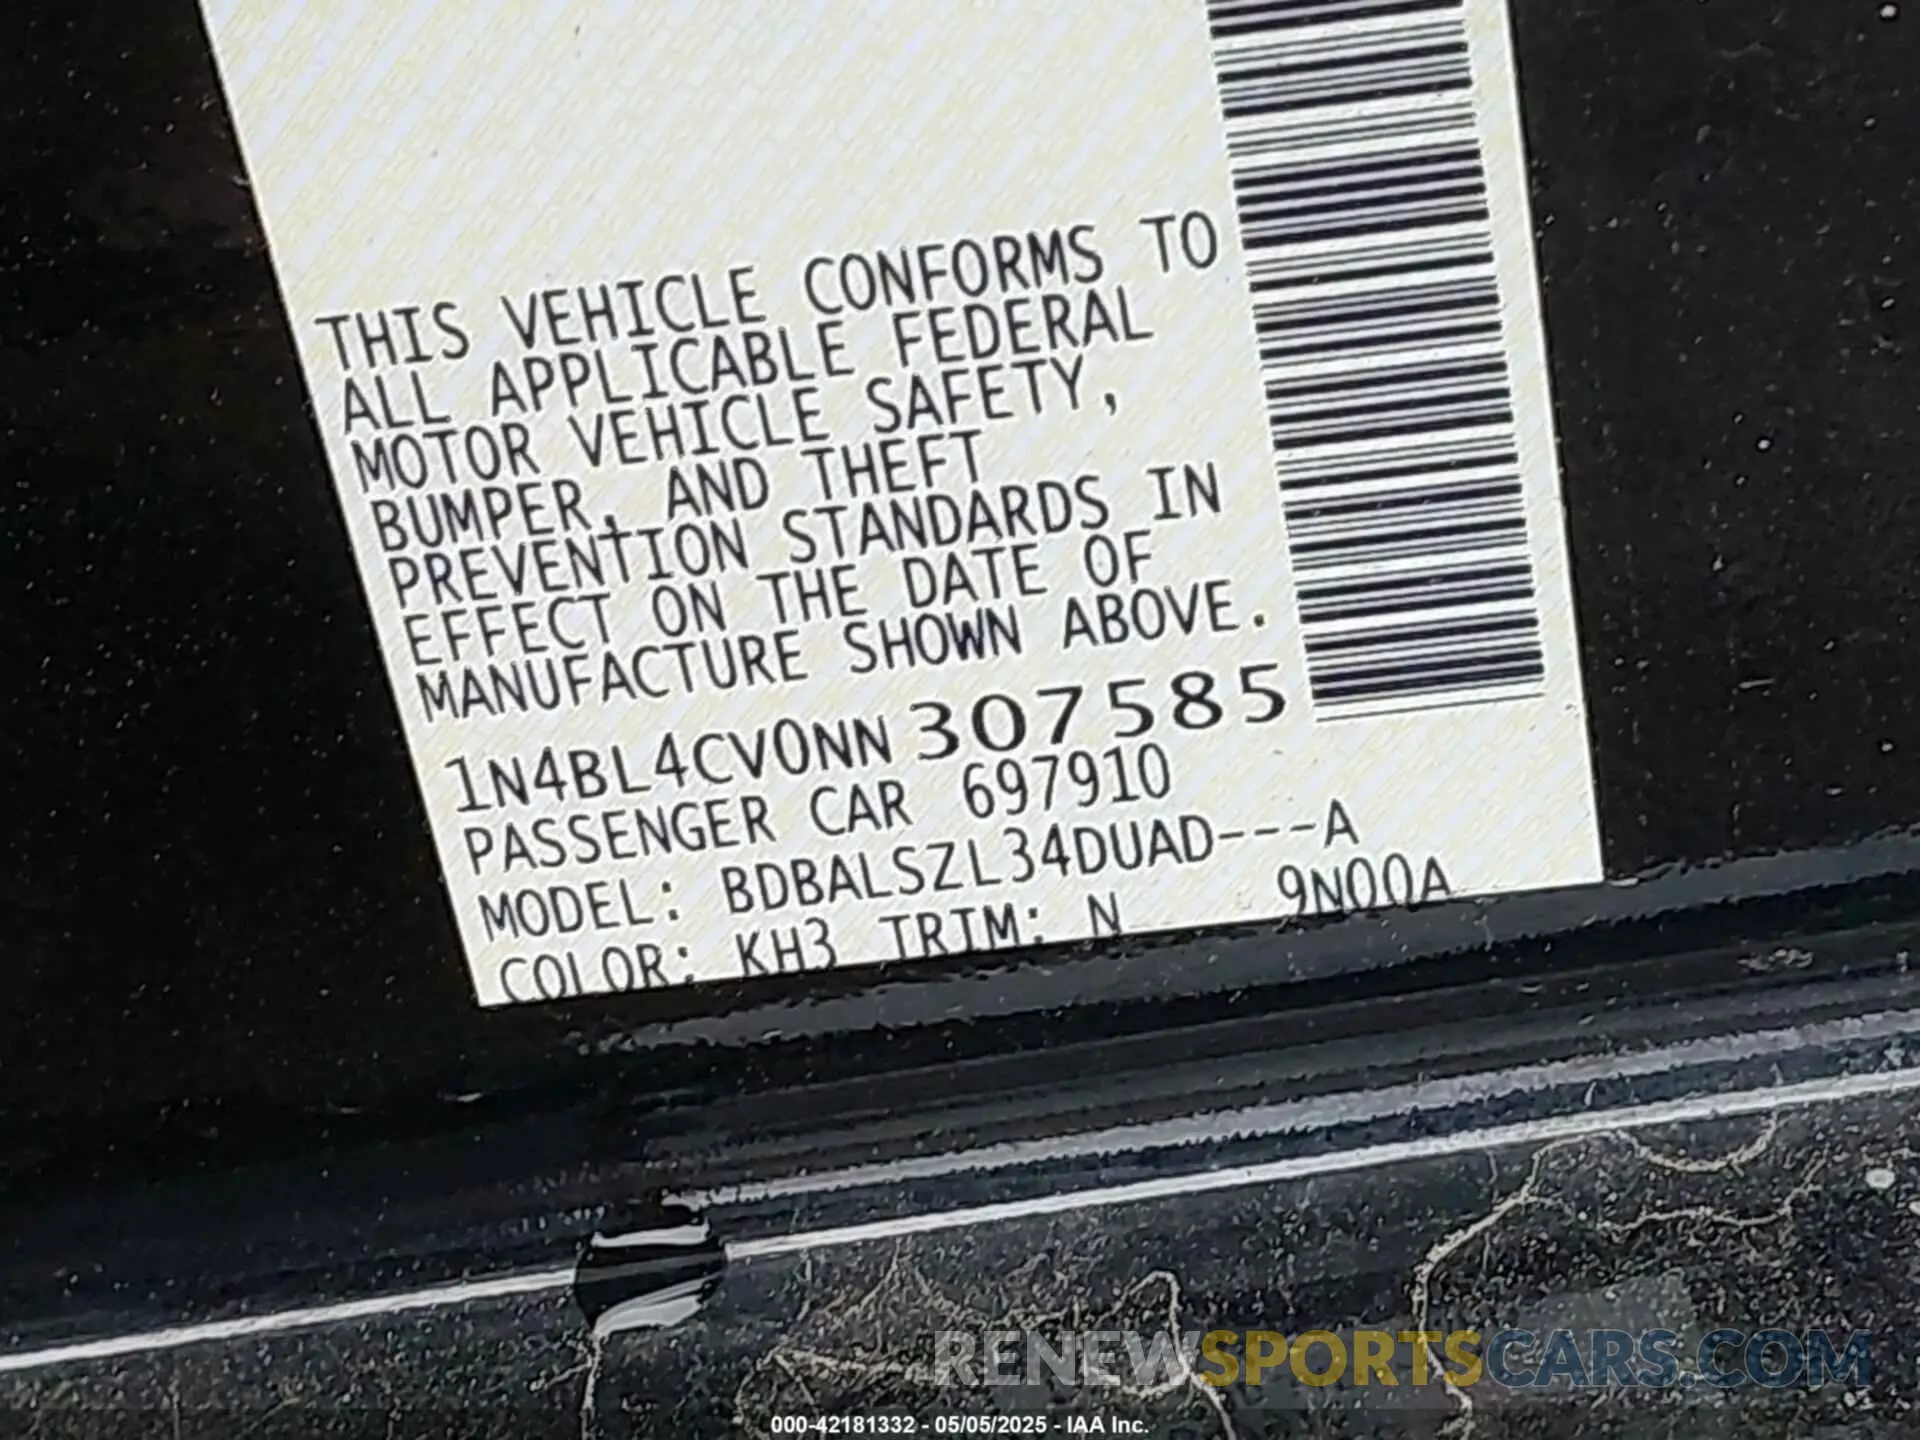 THIS VEHICLE CONFORMS TO
ALL APPLICABLE FEDERAL
MOTOR VEHICLE SAFETY,
BUMPER, AND THEFT
PREVENTION STANDARDS IN
EFFECT ON THE DATE OF
MANUFACTURE SHOWN ABOVE.
1N4BL4CV0NN 307585
PASSENGER CAR 697910
MODEL: BDBALSZL34DUAD---A
COLOR: KH3 TRIM: N 9N00A
RENEWSPORTSCARS.COM
000-42181332 - 05/05/2025 - IAA Inc.